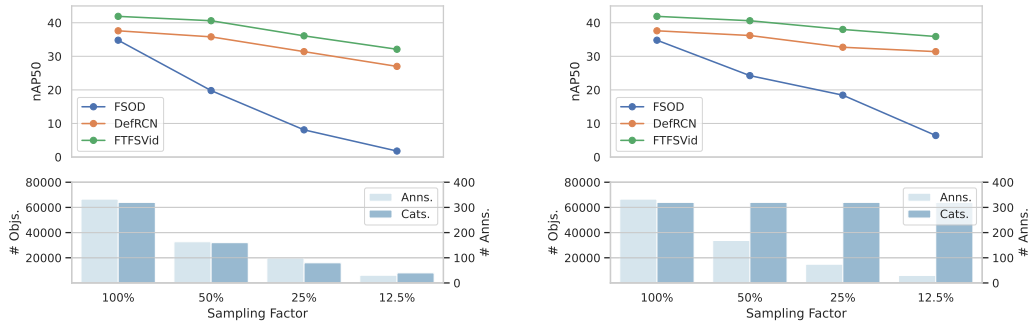 40
30
20
10
0
nAP50
FSOD
DefRCN
FTFSVid
80000
60000
40000
20000
# Objs.
400
300
200
100
0
# Anns.
Anns.
Cats.
100% 50% 25% 12.5%
Sampling Factor
40
30
20
10
0
nAP50
FSOD
DefRCN
FTFSVid
80000
60000
40000
20000
# Objs.
400
300
200
100
0
# Anns.
Anns.
Cats.
100% 50% 25% 12.5%
Sampling Factor